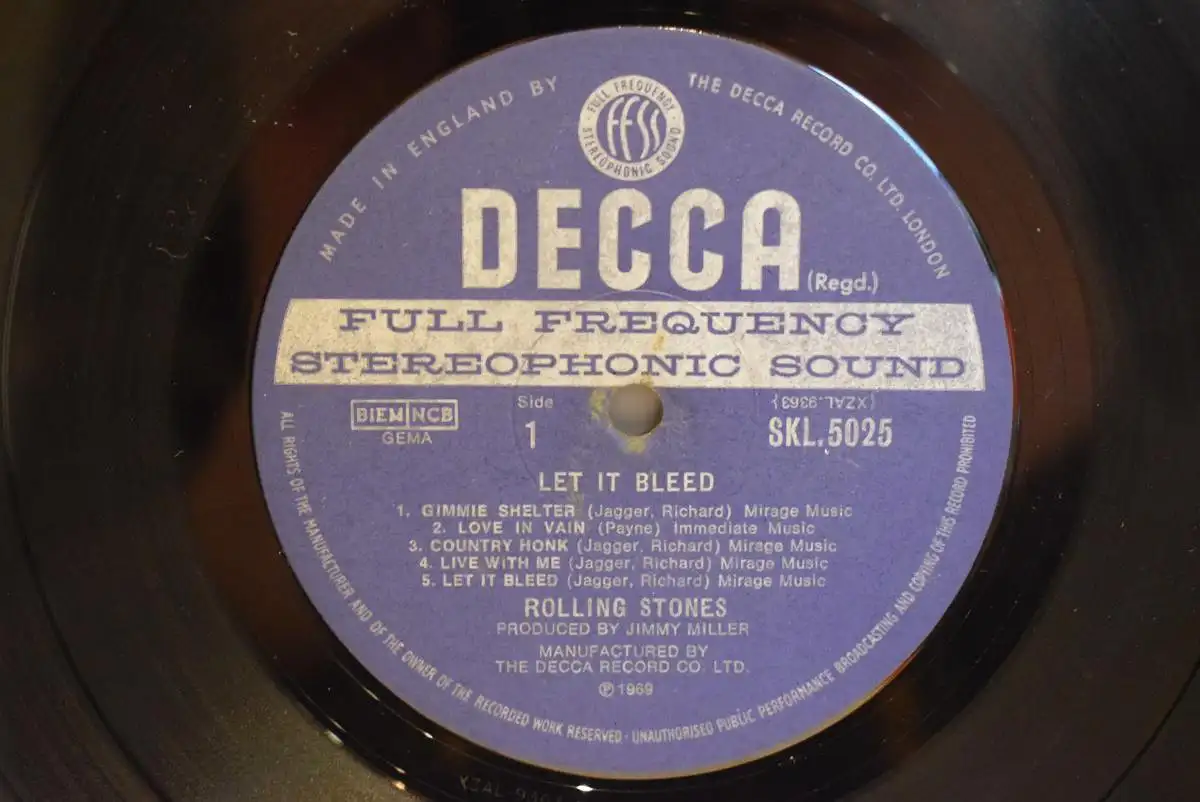 MADE IN ENGLAND BY
THE DECCA RECORD CO. LTD. LONDON
FULL FREQUENCY
FFSS
STEREOPHONIC SOUND
DECCA
(Regd.)
FULL FREQUENCY
STEREOPHONIC SOUND
BIEM NCB
GEMA
Side
1
{XZAL.9363}
SKL.5025
LET IT BLEED
1. GIMMIE SHELTER (Jagger, Richard) Mirage Music
2. LOVE IN VAIN (Payne) Immediate Music
3. COUNTRY HONK (Jagger, Richard) Mirage Music
4. LIVE WITH ME (Jagger, Richard) Mirage Music
5. LET IT BLEED (Jagger, Richard) Mirage Music
ROLLING STONES
PRODUCED BY JIMMY MILLER
MANUFACTURED BY
THE DECCA RECORD CO. LTD.
Ⓟ1969
ALL RIGHTS OF THE MANUFACTURER AND OF THE OWNER OF THE RECORDED WORK RESERVED · UNAUTHORISED PUBLIC PERFORMANCE BROADCASTING AND COPYING OF THIS RECORD PROHIBITED